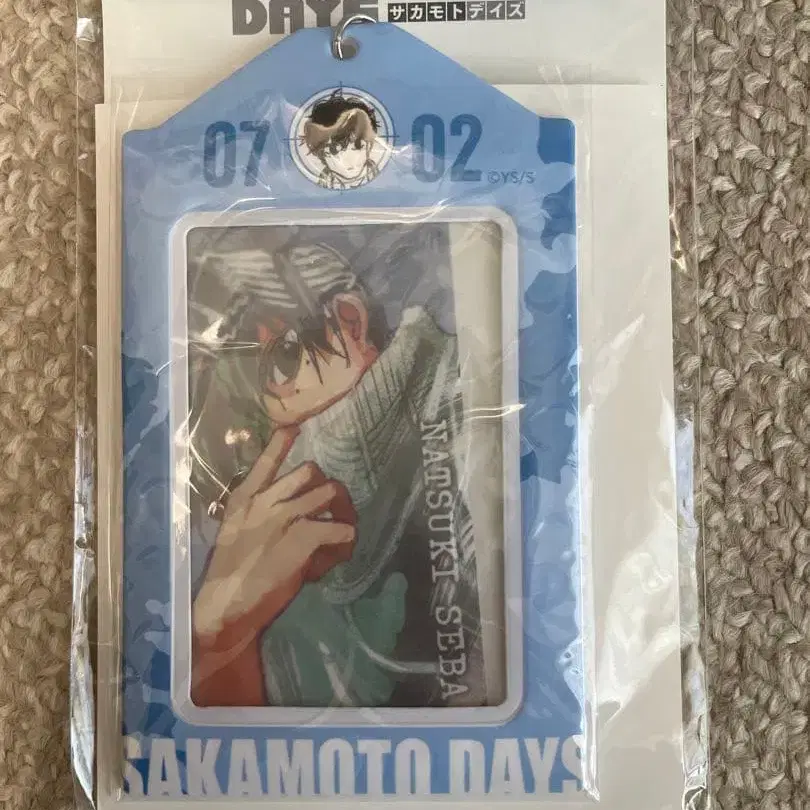 DAYS サカモトデイズ
07 02
©YS/S
NATSUKI SEBA
SAKAMOTO DAYS